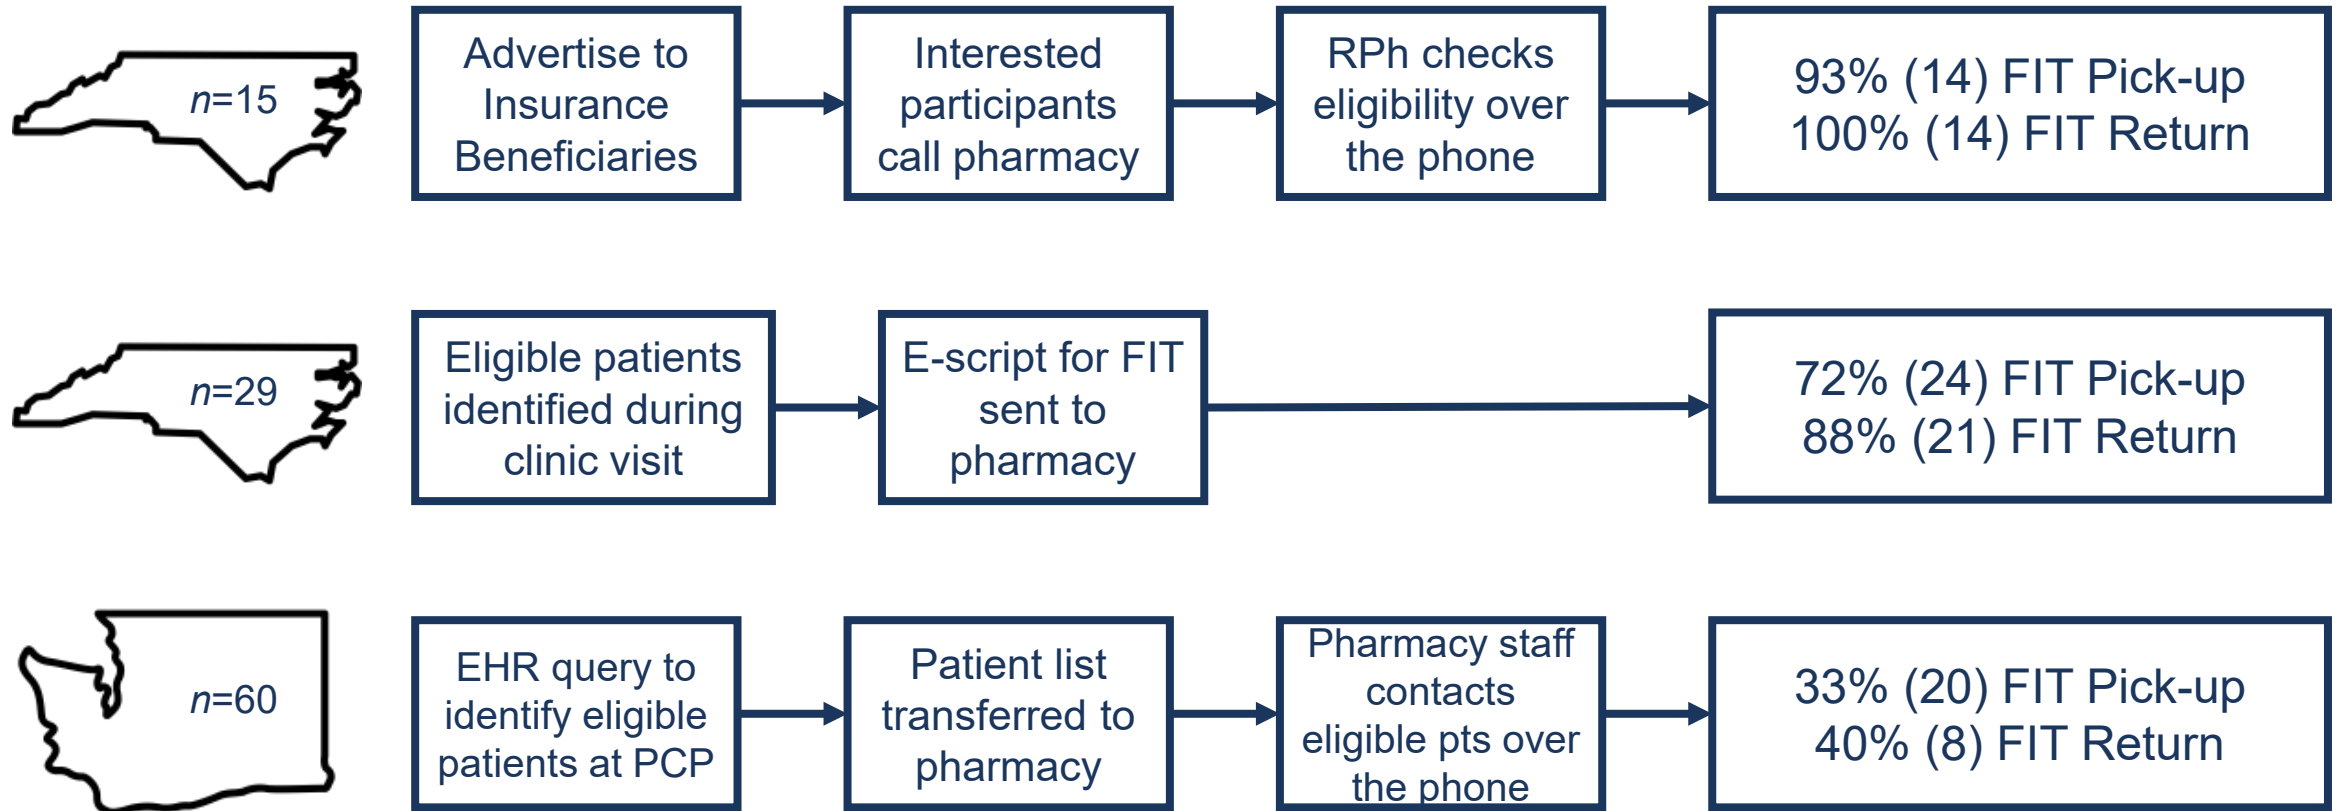 n=15
Advertise to
Insurance
Beneficiaries
Interested
participants
call pharmacy
RPh checks
eligibility over
the phone
93% (14) FIT Pick-up
100% (14) FIT Return
n=29
Eligible patients
identified during
clinic visit
E-script for FIT
sent to
pharmacy
72% (24) FIT Pick-up
88% (21) FIT Return
n=60
EHR query to
identify eligible
patients at PCP
Patient list
transferred to
pharmacy
Pharmacy staff
contacts
eligible pts over
the phone
33% (20) FIT Pick-up
40% (8) FIT Return